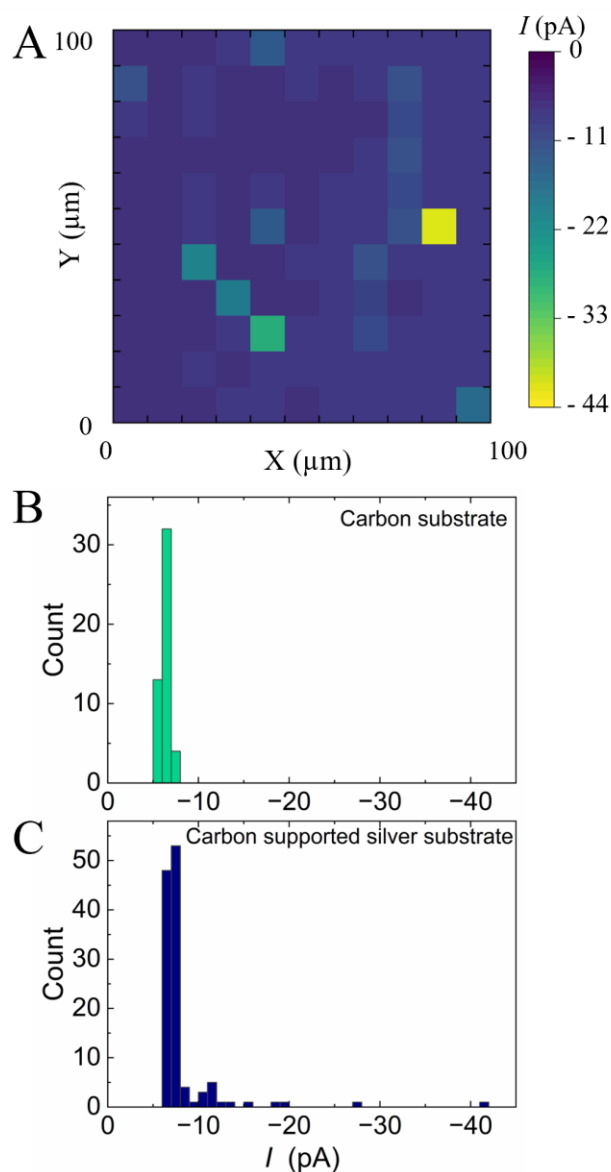 A
100
I (pA)
0
- 11
- 22
- 33
- 44
Y (µm)
0
0
X (µm)
100
B
Carbon substrate
30
20
10
0
Count
0
−10
−20
−30
−40
C
Carbon supported silver substrate
50
40
30
20
10
0
Count
0
−10
−20
−30
−40
I (pA)